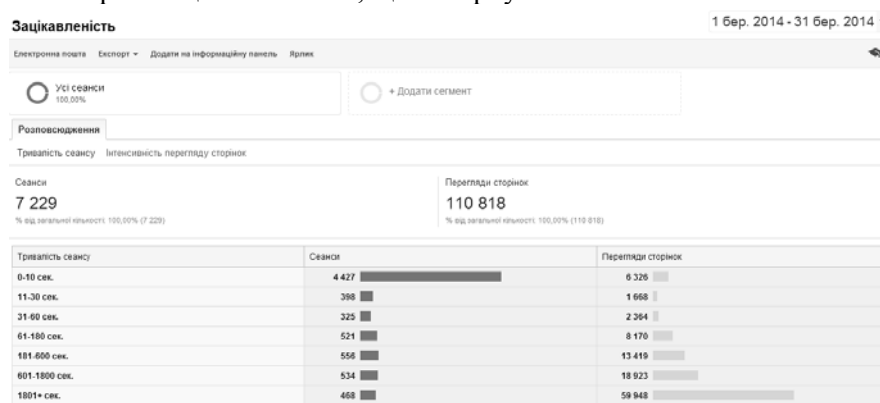 Зацікавленість
1 бер. 2014 - 31 бер. 2014
Електронна пошта Експорт Додати на інформаційну панель Ярлик
Усі сеанси
100,00%
+ Додати сегмент
Розповсюдження
Тривалість сеансу Інтенсивність перегляду сторінок
Сеанси Перегляди сторінок
7 229 110 818
% від загальної кількості: 100,00% (7 229) % від загальної кількості: 100,00% (110 818)
Тривалість сеансу Сеанси Перегляди сторінок
0-10 сек. 4 427 6 326
11-30 сек. 398 1 668
31-60 сек. 325 2 364
61-180 сек. 521 8 170
181-600 сек. 556 13 419
601-1800 сек. 534 18 923
1801+ сек. 468 59 948